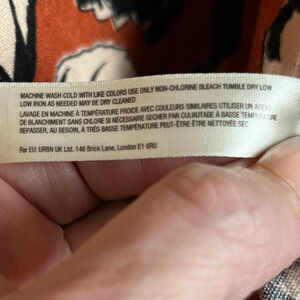 MACHINE WASH COLD WITH LIKE COLORS USE ONLY NON-CHLORINE BLEACH TUMBLE DRY LOW
LOW IRON AS NEEDED MAY BE DRY CLEANED
LAVAGE EN MACHINE À TEMPÉRATURE FROIDE AVEC COULEURS SIMILAIRES UTILISER UN AGENT
DE BLANCHIMENT SANS CHLORE SI NÉCESSAIRE SÉCHER PAR CULBUTAGE À BASSE TEMPÉRATURE
REPASSER, AU BESOIN, À TRÉS BASSE TEMPÉRATURE PEUT-ÊTRE NETTOYÉ SEC
For EU: URBN UK Ltd. 146 Brick Lane, London E1 6RU